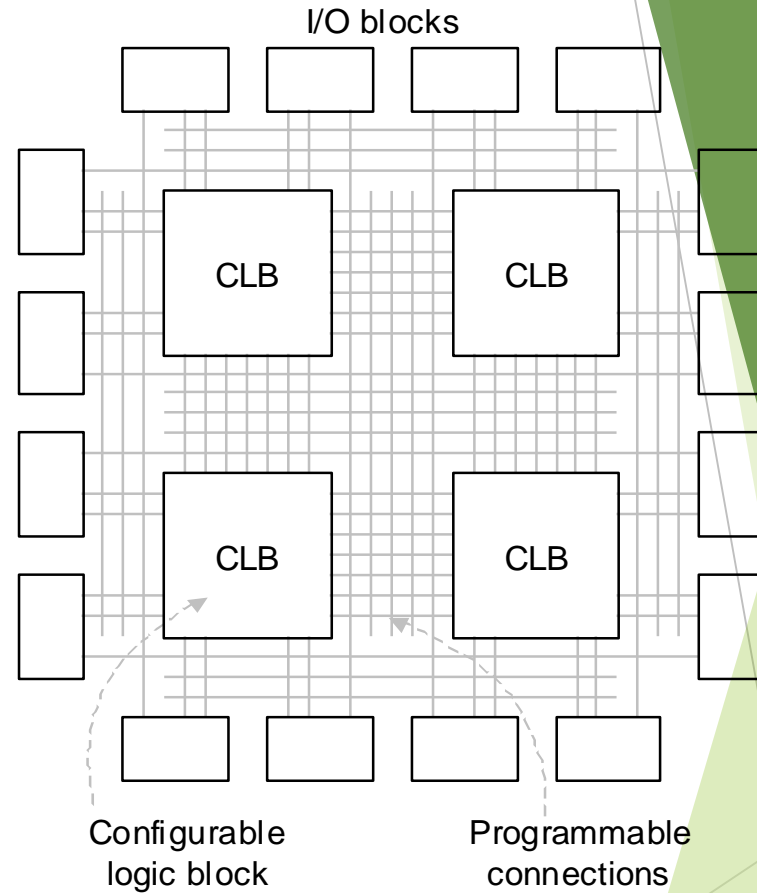 I/O blocks
CLB
CLB
CLB
CLB
Configurable
logic block
Programmable
connections